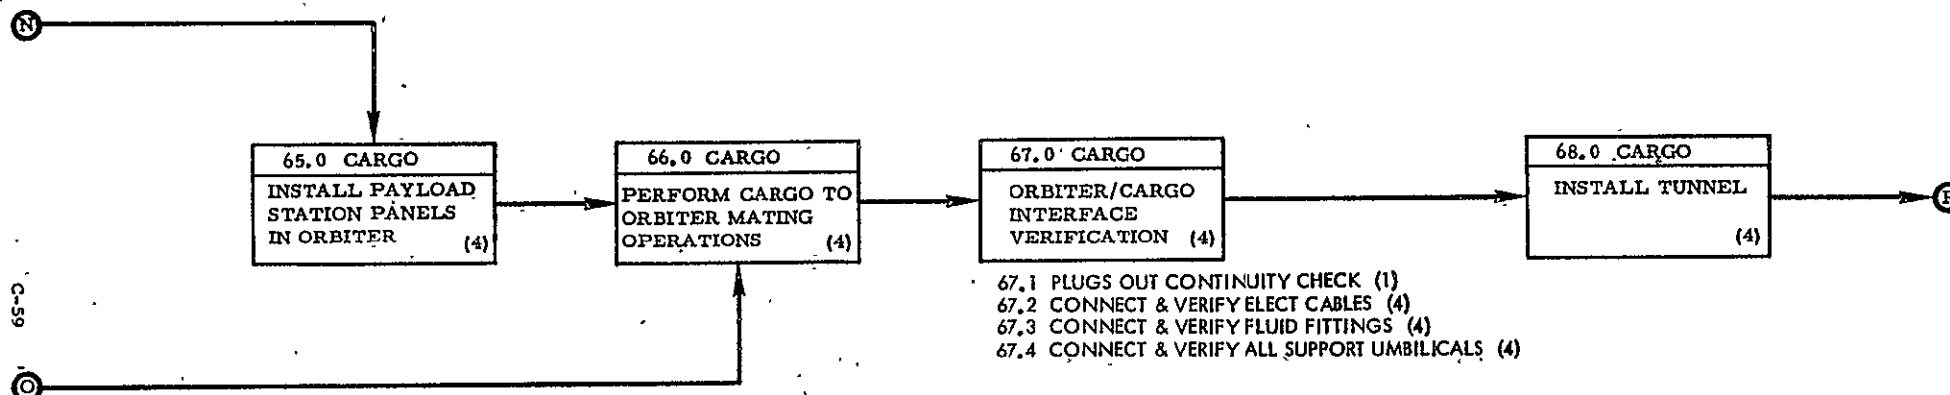 N
65.0 CARGO
INSTALL PAYLOAD
STATION PANELS
IN ORBITER (4)
66.0 CARGO
PERFORM CARGO TO
ORBITER MATING
OPERATIONS (4)
67.0 CARGO
ORBITER/CARGO
INTERFACE
VERIFICATION (4)
67.1 PLUGS OUT CONTINUITY CHECK (1)
67.2 CONNECT & VERIFY ELECT CABLES (4)
67.3 CONNECT & VERIFY FLUID FITTINGS (4)
67.4 CONNECT & VERIFY ALL SUPPORT UMBILICALS (4)
68.0 CARGO
INSTALL TUNNEL
(4)
C-59
O